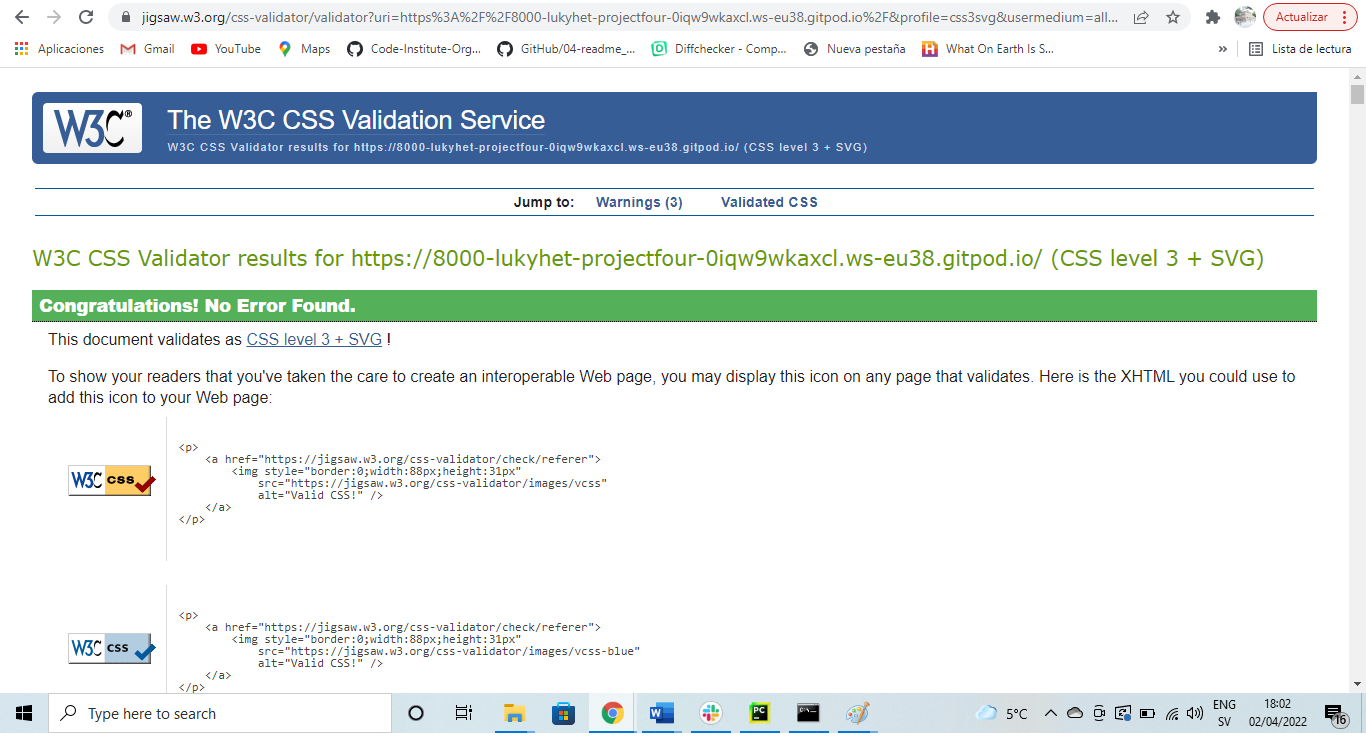 jigsaw.w3.org/css-validator/validator?uri=https%3A%2F%2F8000-lukyhet-projectfour-0iqw9wkaxcl.ws-eu38.gitpod.io%2F&profile=css3svg&usermedium=all...
Actualizar
Aplicaciones
Gmail
YouTube
Maps
Code-Institute-Org...
GitHub/04-readme_...
Diffchecker - Comp...
Nueva pestaña
What On Earth Is S...
»
Lista de lectura
W3C®
The W3C CSS Validation Service
W3C CSS Validator results for https://8000-lukyhet-projectfour-0iqw9wkaxcl.ws-eu38.gitpod.io/ (CSS level 3 + SVG)
Jump to: Warnings (3) Validated CSS
W3C CSS Validator results for https://8000-lukyhet-projectfour-0iqw9wkaxcl.ws-eu38.gitpod.io/ (CSS level 3 + SVG)
Congratulations! No Error Found.
This document validates as CSS level 3 + SVG !
To show your readers that you've taken the care to create an interoperable Web page, you may display this icon on any page that validates. Here is the XHTML you could use to
add this icon to your Web page:
W3C css
<p>
<a href="https://jigsaw.w3.org/css-validator/check/referer">
<img style="border:0;width:88px;height:31px"
src="https://jigsaw.w3.org/css-validator/images/vcss"
alt="Valid CSS!" />
</a>
</p>
W3C css
<p>
<a href="https://jigsaw.w3.org/css-validator/check/referer">
<img style="border:0;width:88px;height:31px"
src="https://jigsaw.w3.org/css-validator/images/vcss-blue"
alt="Valid CSS!" />
</a>
</p>
Type here to search
W
PC
5°C
ENG
SV
18:02
02/04/2022
16